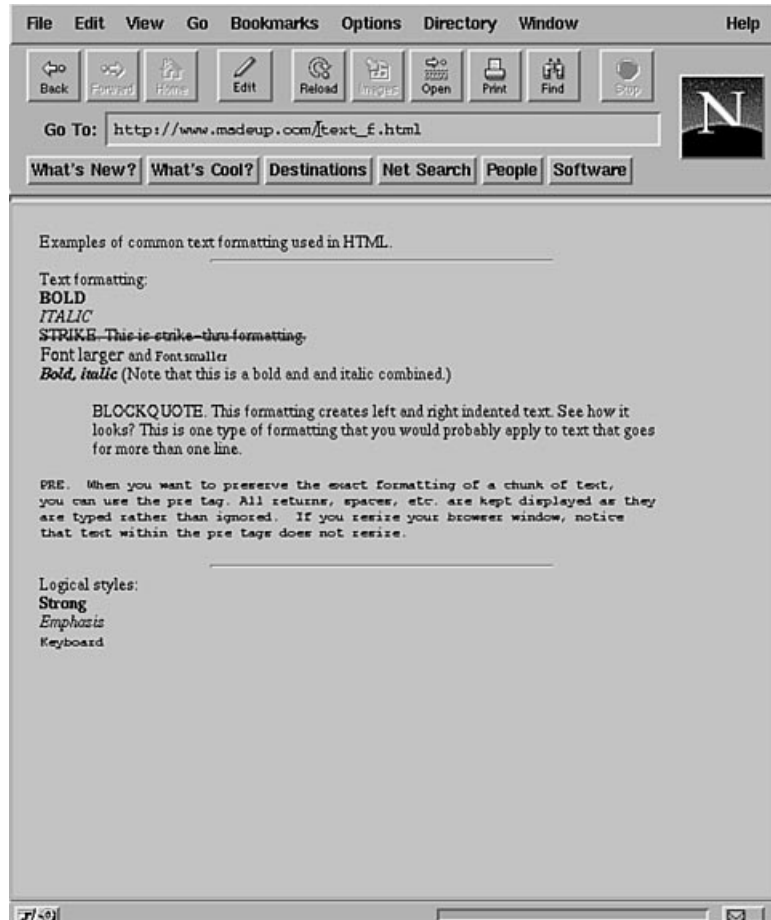 File Edit View Go Bookmarks Options Directory Window Help
Back Forward Home Edit Reload Images Open Print Find Stop
N
Go To: http://www.madeup.com/text_f.html
What's New? What's Cool? Destinations Net Search People Software
Examples of common text formatting used in HTML.
Text formatting:
BOLD
ITALIC
STRIKE. This is strike-thru formatting.
Font larger and Font smaller
Bold, italic (Note that this is a bold and and italic combined.)
BLOCKQUOTE. This formatting creates left and right indented text. See how it
looks? This is one type of formatting that you would probably apply to text that goes
for more than one line.
PRE. When you want to preserve the exact formatting of a chunk of text,
you can use the pre tag. All returns, spaces, etc. are kept displayed as they
are typed rather than ignored. If you resize your browser window, notice
that text within the pre tags does not resize.
Logical styles:
Strong
Emphasis
Keyboard